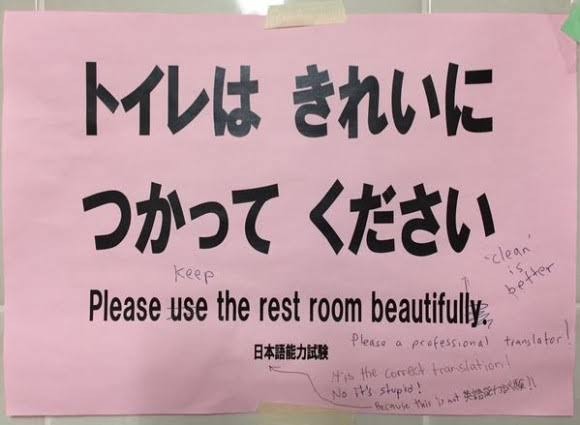 トイレは きれいに
つかって ください
Keep
'clean'
is
better
Please use the rest room beautifully.
Please a professional translator!
日本語能力試験
It is the correct translation!
No it's stupid!
Because this is not 英語能力試験!!